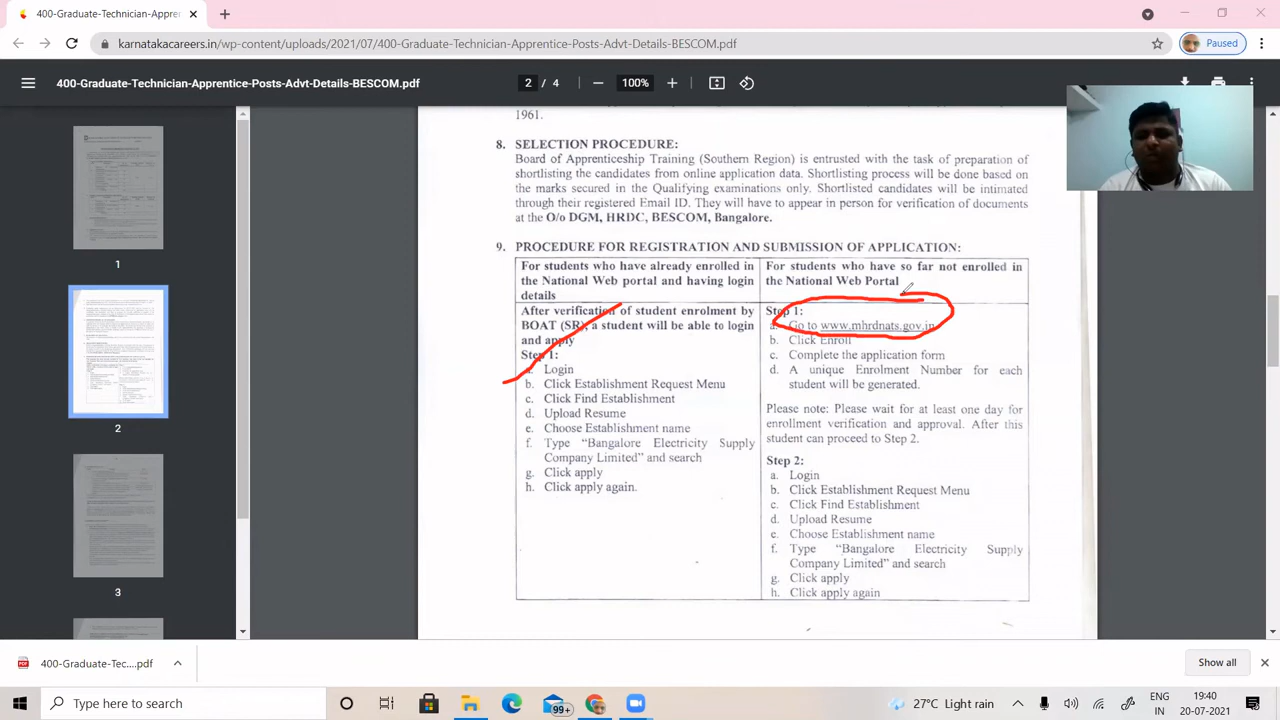 400-Graduate-Technician-Apprent
karnatakacareers.in/wp-content/uploads/2021/07/400-Graduate-Technician-Apprentice-Posts-Advt-Details-BESCOM.pdf
Paused
400-Graduate-Technician-Apprentice-Posts-Advt-Details-BESCOM.pdf
2 / 4
100%
1961.
8. SELECTION PROCEDURE:
Board of Apprenticeship Training (Southern Region) is entrusted with the task of preparation of
shortlisting the candidates from online application data. Shortlisting process will be done based on
the marks secured in the Qualifying examinations only. Shortlisted candidates will be intimated
through their registered Email ID. They will have to appear in person for verification of documents
at the O/o DGM, HRDC, BESCOM, Bangalore.
9. PROCEDURE FOR REGISTRATION AND SUBMISSION OF APPLICATION:
For students who have already enrolled in
the National Web portal and having login
details
After verification of student enrolment by
BOAT (SR), a student will be able to login
and apply
Step 1:
a. Login
b. Click Establishment Request Menu
c. Click Find Establishment
d. Upload Resume
e. Choose Establishment name
f. Type “Bangalore Electricity Supply
Company Limited” and search
g. Click apply
h. Click apply again.
For students who have so far not enrolled in
the National Web Portal
Step 1:
a. Go to www.mhrdnats.gov.in
b. Click Enroll
c. Complete the application form
d. A unique Enrolment Number for each
student will be generated.
Please note: Please wait for at least one day for
enrollment verification and approval. After this
student can proceed to Step 2.
Step 2:
a. Login
b. Click Establishment Request Menu
c. Click Find Establishment
d. Upload Resume
e. Choose Establishment name
f. Type “Bangalore Electricity Supply
Company Limited” and search
g. Click apply
h. Click apply again
1
2
3
400-Graduate-Tec....pdf
Show all
Type here to search
99+
27°C Light rain
ENG
IN
19:40
20-07-2021